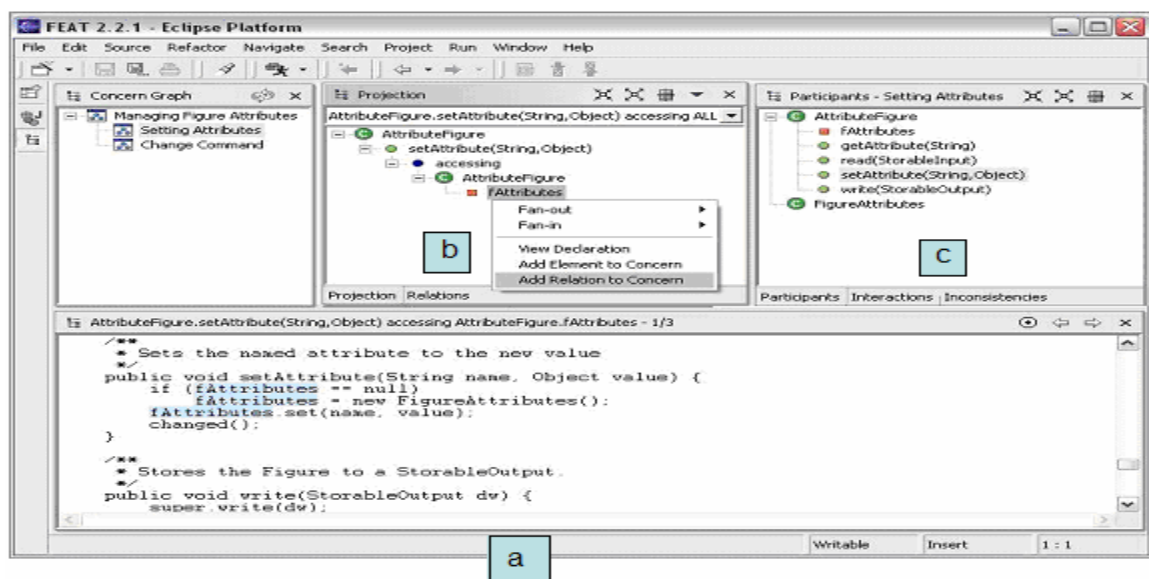 FEAT 2.2.1 - Eclipse Platform
File Edit Source Refactor Navigate Search Project Run Window Help
Concern Graph
Managing Figure Attributes
Setting Attributes
Change Command
Projection
AttributeFigure.setAttribute(String,Object) accessing ALL
AttributeFigure
setAttribute(String,Object)
accessing
AttributeFigure
fAttributes
Fan-out
Fan-in
View Declaration
Add Element to Concern
Add Relation to Concern
b
Projection Relations
Participants - Setting Attributes
AttributeFigure
fAttributes
getAttribute(String)
read(StorableInput)
setAttribute(String,Object)
write(StorableOutput)
FigureAttributes
c
Participants Interactions Inconsistencies
AttributeFigure.setAttribute(String,Object) accessing AttributeFigure.fAttributes - 1/3
/**
* Sets the named attribute to the new value
*/
public void setAttribute(String name, Object value) {
if (fAttributes == null)
fAttributes = new FigureAttributes();
fAttributes.set(name, value);
changed();
}
/**
* Stores the Figure to a StorableOutput.
*/
public void write(StorableOutput dw) {
super.write(dw);
Writable Insert 1 : 1
a